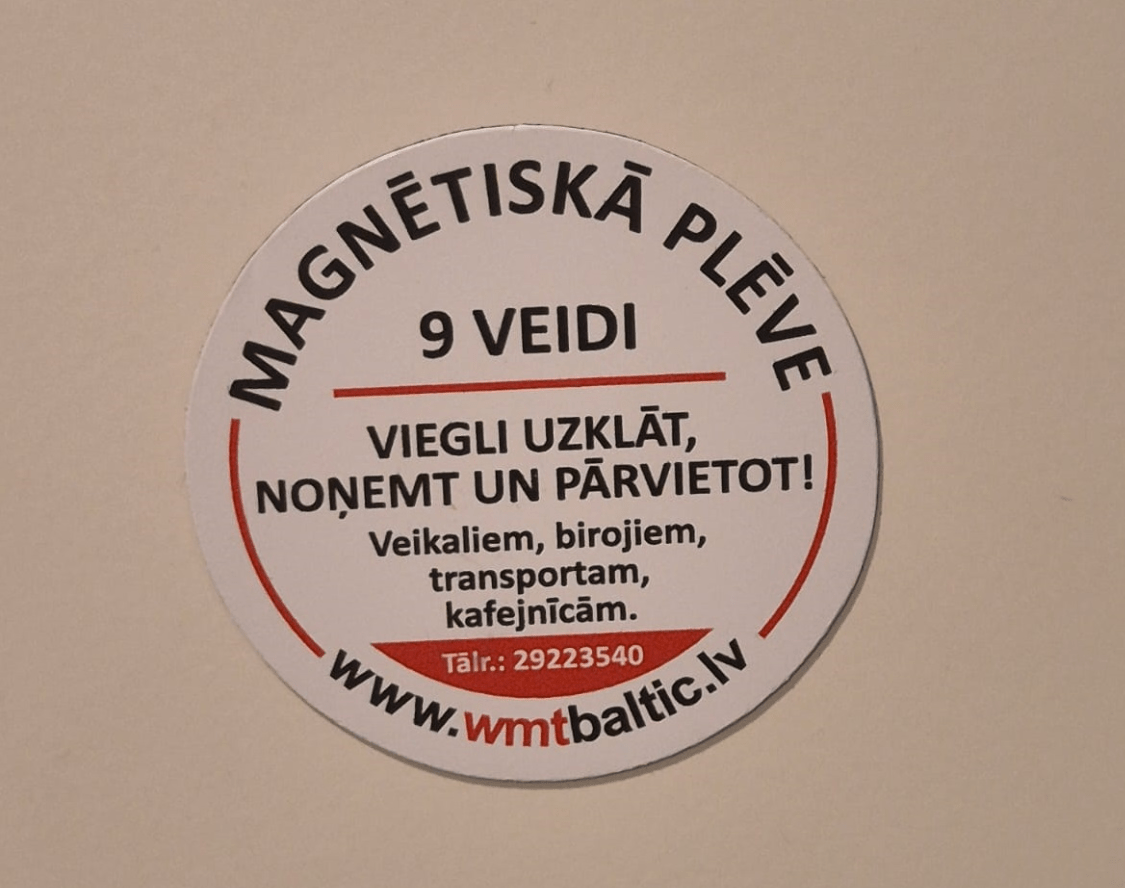 MAGNĒTISKĀ PLĒVE
9 VEIDI
VIEGLI UZKLĀT,
NOŅEMT UN PĀRVIETOT!
Veikaliem, birojiem,
transportam,
kafejnīcām.
Tālr.: 29223540
www.wmtbaltic.lv